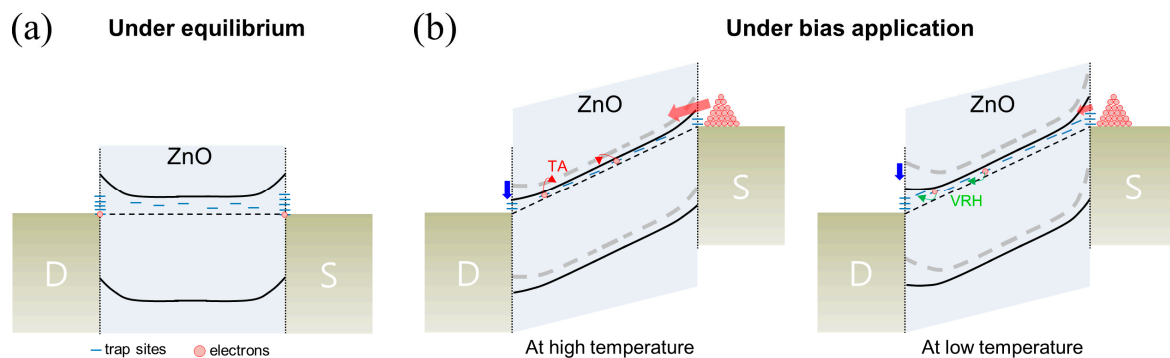 (a) Under equilibrium
ZnO
D S
trap sites electrons
(b) Under bias application
ZnO
TA
D S
At high temperature
ZnO
VRH
D S
At low temperature